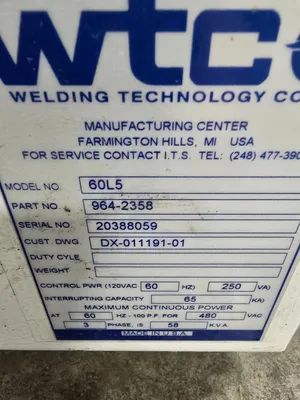 wtc
WELDING TECHNOLOGY CO
MANUFACTURING CENTER
FARMINGTON HILLS, MI USA
FOR SERVICE CONTACT I.T.S. TEL: (248) 477-390
MODEL NO. 60L5
PART NO. 964-2358
SERIAL NO. 20388059
CUST. DWG. DX-011191-01
DUTY CYLE
WEIGHT
CONTROL PWR (120VAC 60 HZ) 250 VA)
INTERRUPTING CAPACITY 65 (KA)
MAXIMUM CONTINUOUS POWER
AT 60 HZ - 100 P.F. FOR 480 VAC
3 PHASE, IS 58 K.V.A.
MADE IN U.S.A.